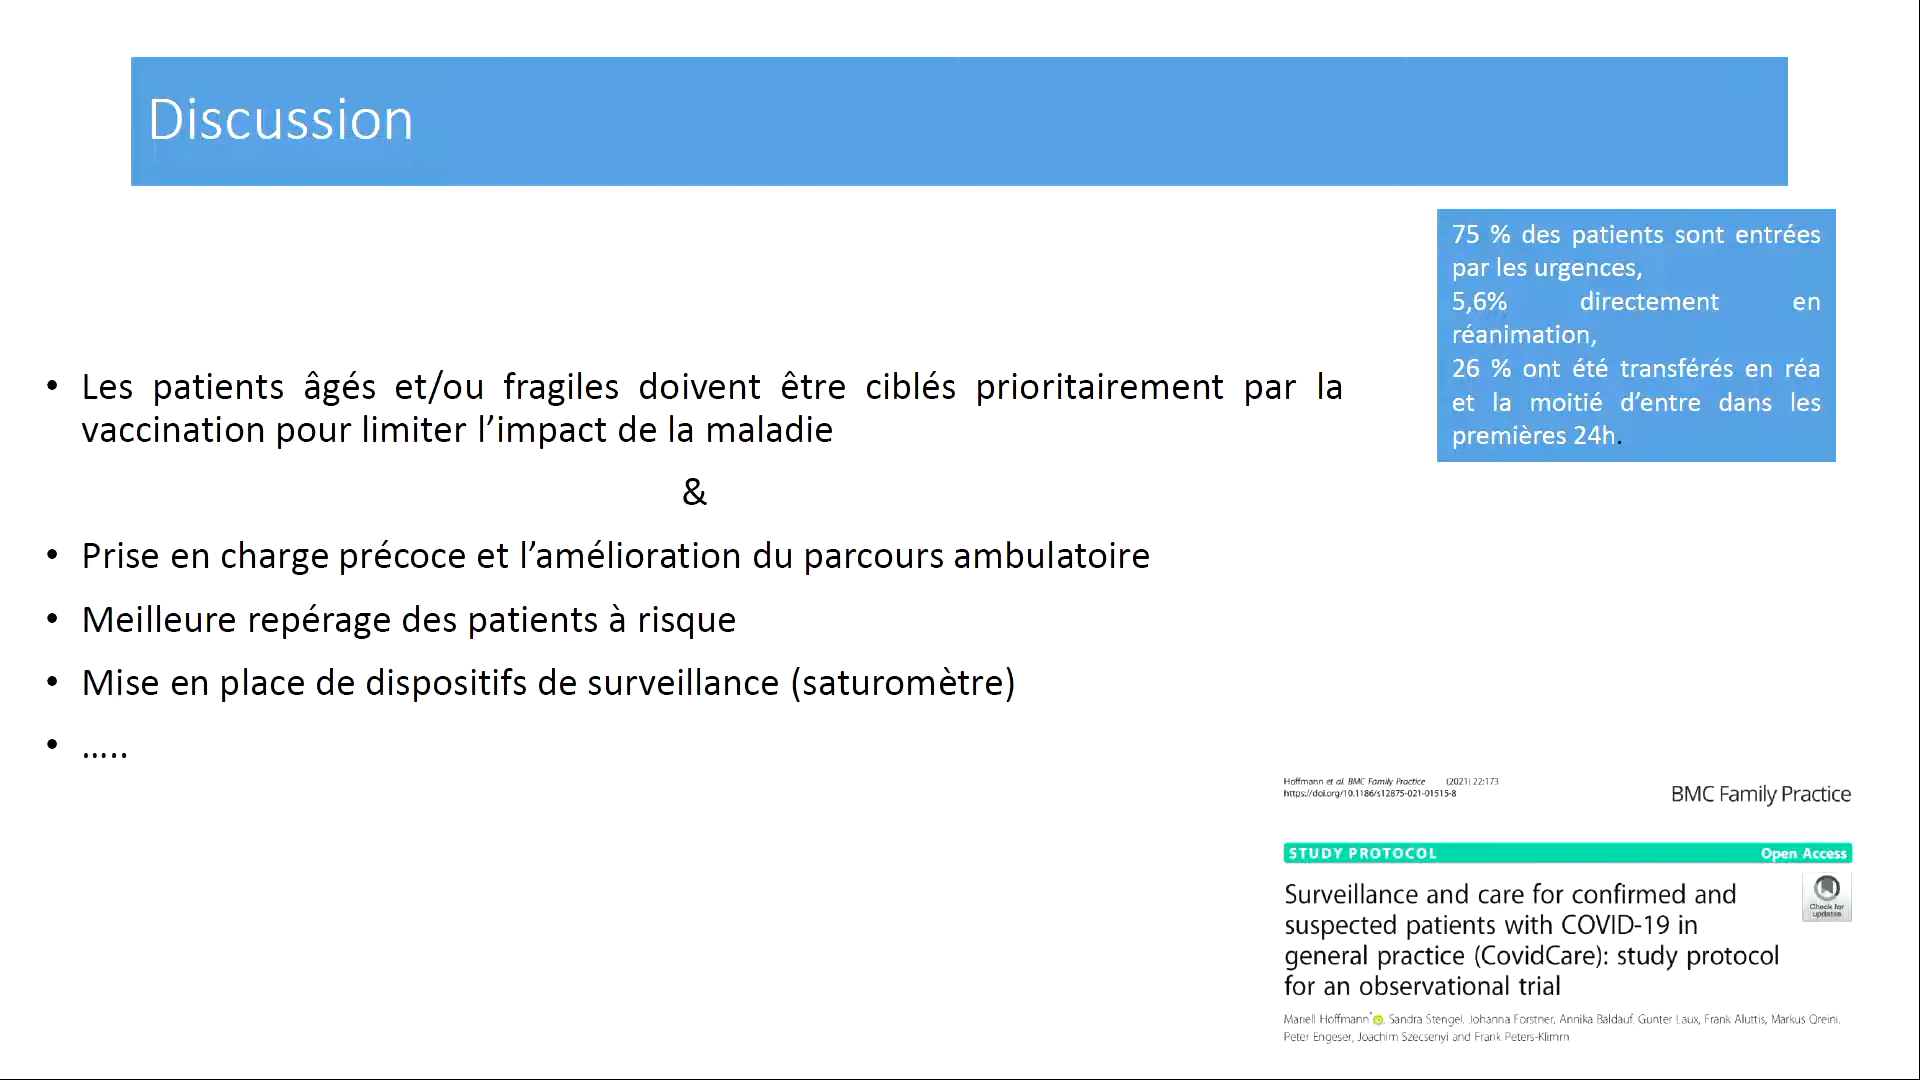 Discussion
75 % des patients sont entrées
par les urgences,
5,6% directement en
réanimation,
26 % ont été transférés en réa
et la moitié d’entre dans les
premières 24h.
• Les patients âgés et/ou fragiles doivent être ciblés prioritairement par la
vaccination pour limiter l’impact de la maladie
&
• Prise en charge précoce et l’amélioration du parcours ambulatoire
• Meilleure repérage des patients à risque
• Mise en place de dispositifs de surveillance (saturomètre)
• …..
Hoffmann et al. BMC Family Practice (2021) 22:173
https://doi.org/10.1186/s12875-021-01515-8
BMC Family Practice
STUDY PROTOCOL Open Access
Surveillance and care for confirmed and
suspected patients with COVID-19 in
general practice (CovidCare): study protocol
for an observational trial
Check for
updates
Mariell Hoffmann*, Sandra Stengel, Johanna Forstner, Annika Baldauf, Gunter Laux, Frank Aluttis, Markus Qreini,
Peter Engeser, Joachim Szecsenyi and Frank Peters-Klimm